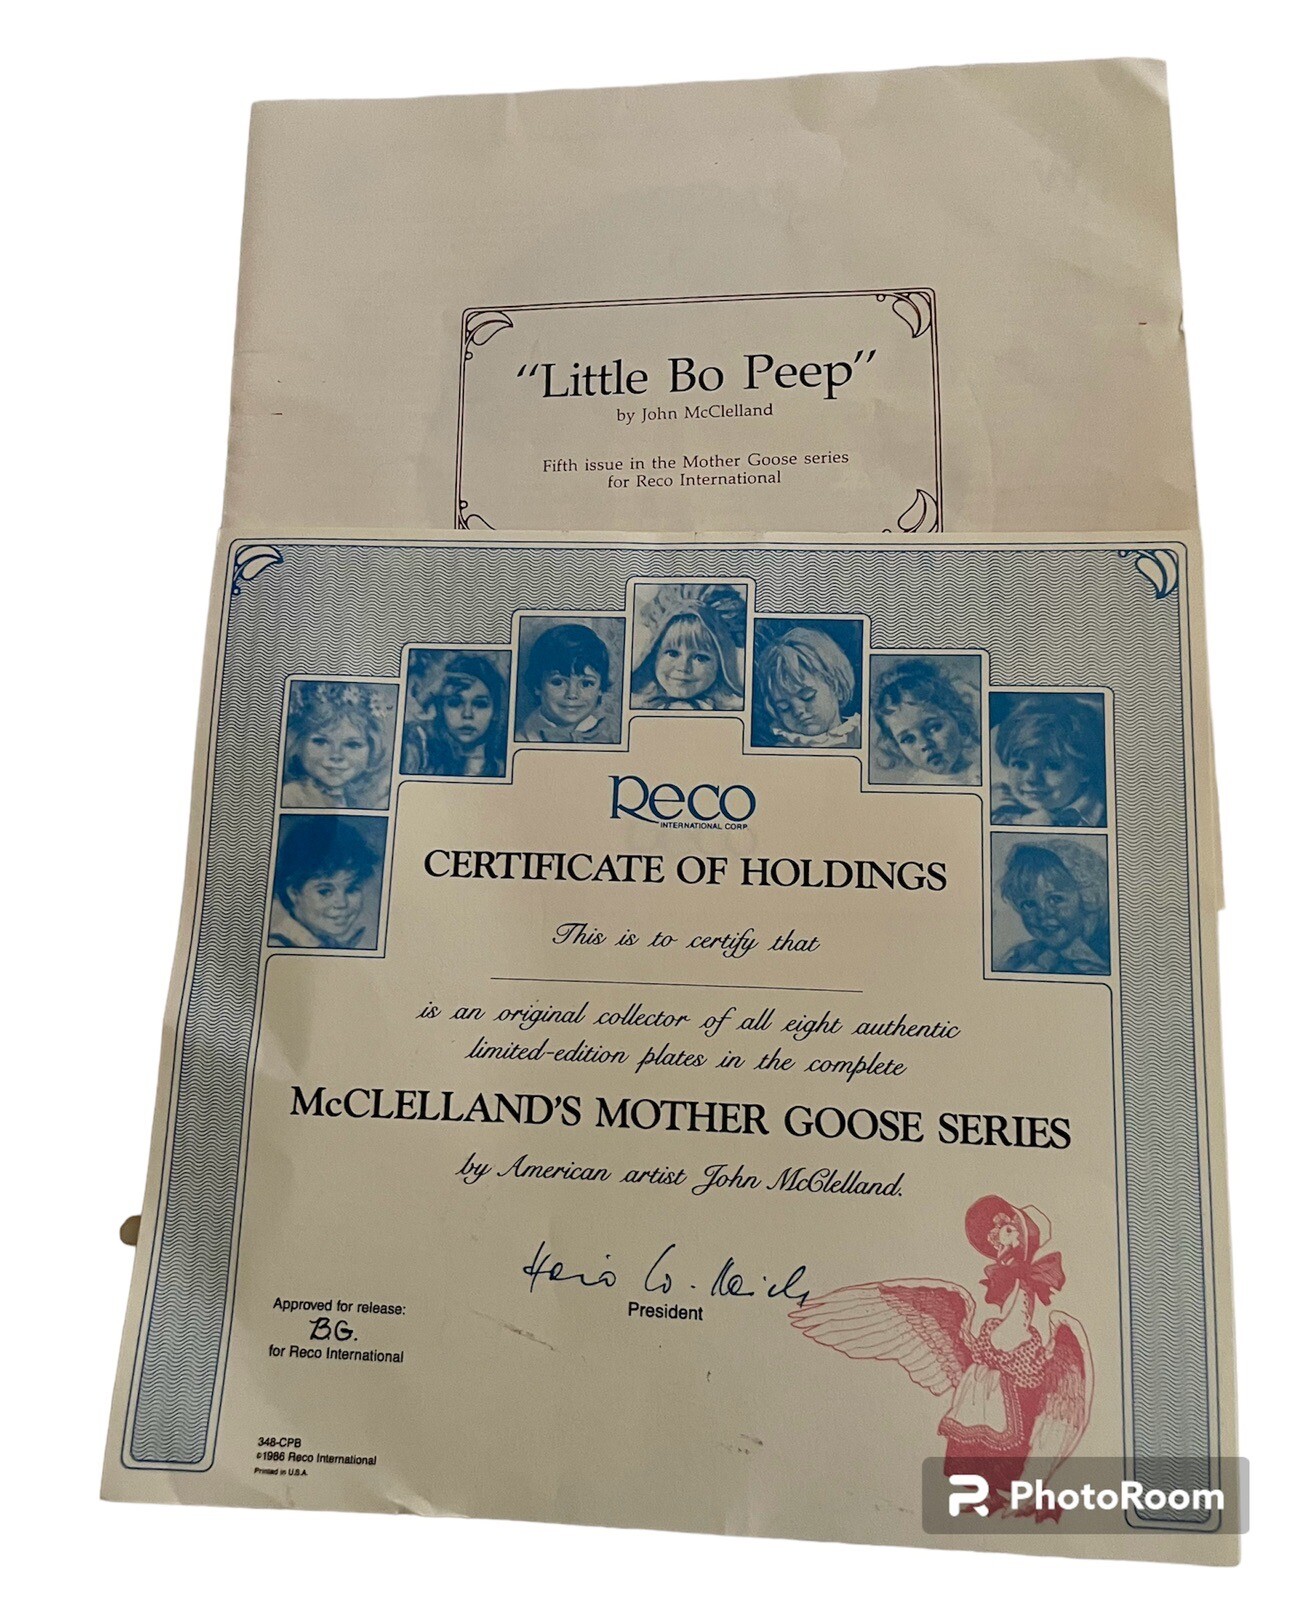 “Little Bo Peep”
by John McClelland
Fifth issue in the Mother Goose series
for Reco International
Reco
INTERNATIONAL CORP.
CERTIFICATE OF HOLDINGS
This is to certify that
is an original collector of all eight authentic
limited-edition plates in the complete
McCLELLAND'S MOTHER GOOSE SERIES
by American artist John McClelland.
President
Approved for release:
B.G.
for Reco International
348-CPB
©1986 Reco International
Printed in U.S.A.
PhotoRoom